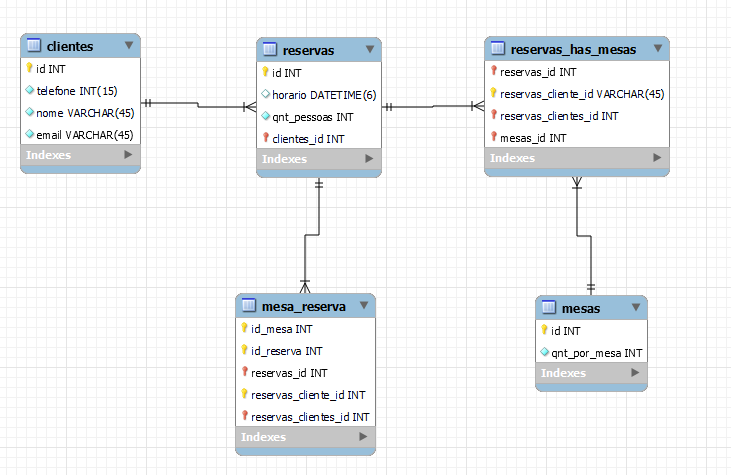 clientes
id INT
telefone INT(15)
nome VARCHAR(45)
email VARCHAR(45)
Indexes
reservas
id INT
horario DATETIME(6)
qnt_pessoas INT
clientes_id INT
Indexes
reservas_has_mesas
reservas_id INT
reservas_cliente_id VARCHAR(45)
reservas_clientes_id INT
mesas_id INT
Indexes
mesa_reserva
id_mesa INT
id_reserva INT
reservas_id INT
reservas_cliente_id INT
reservas_clientes_id INT
Indexes
mesas
id INT
qnt_por_mesa INT
Indexes